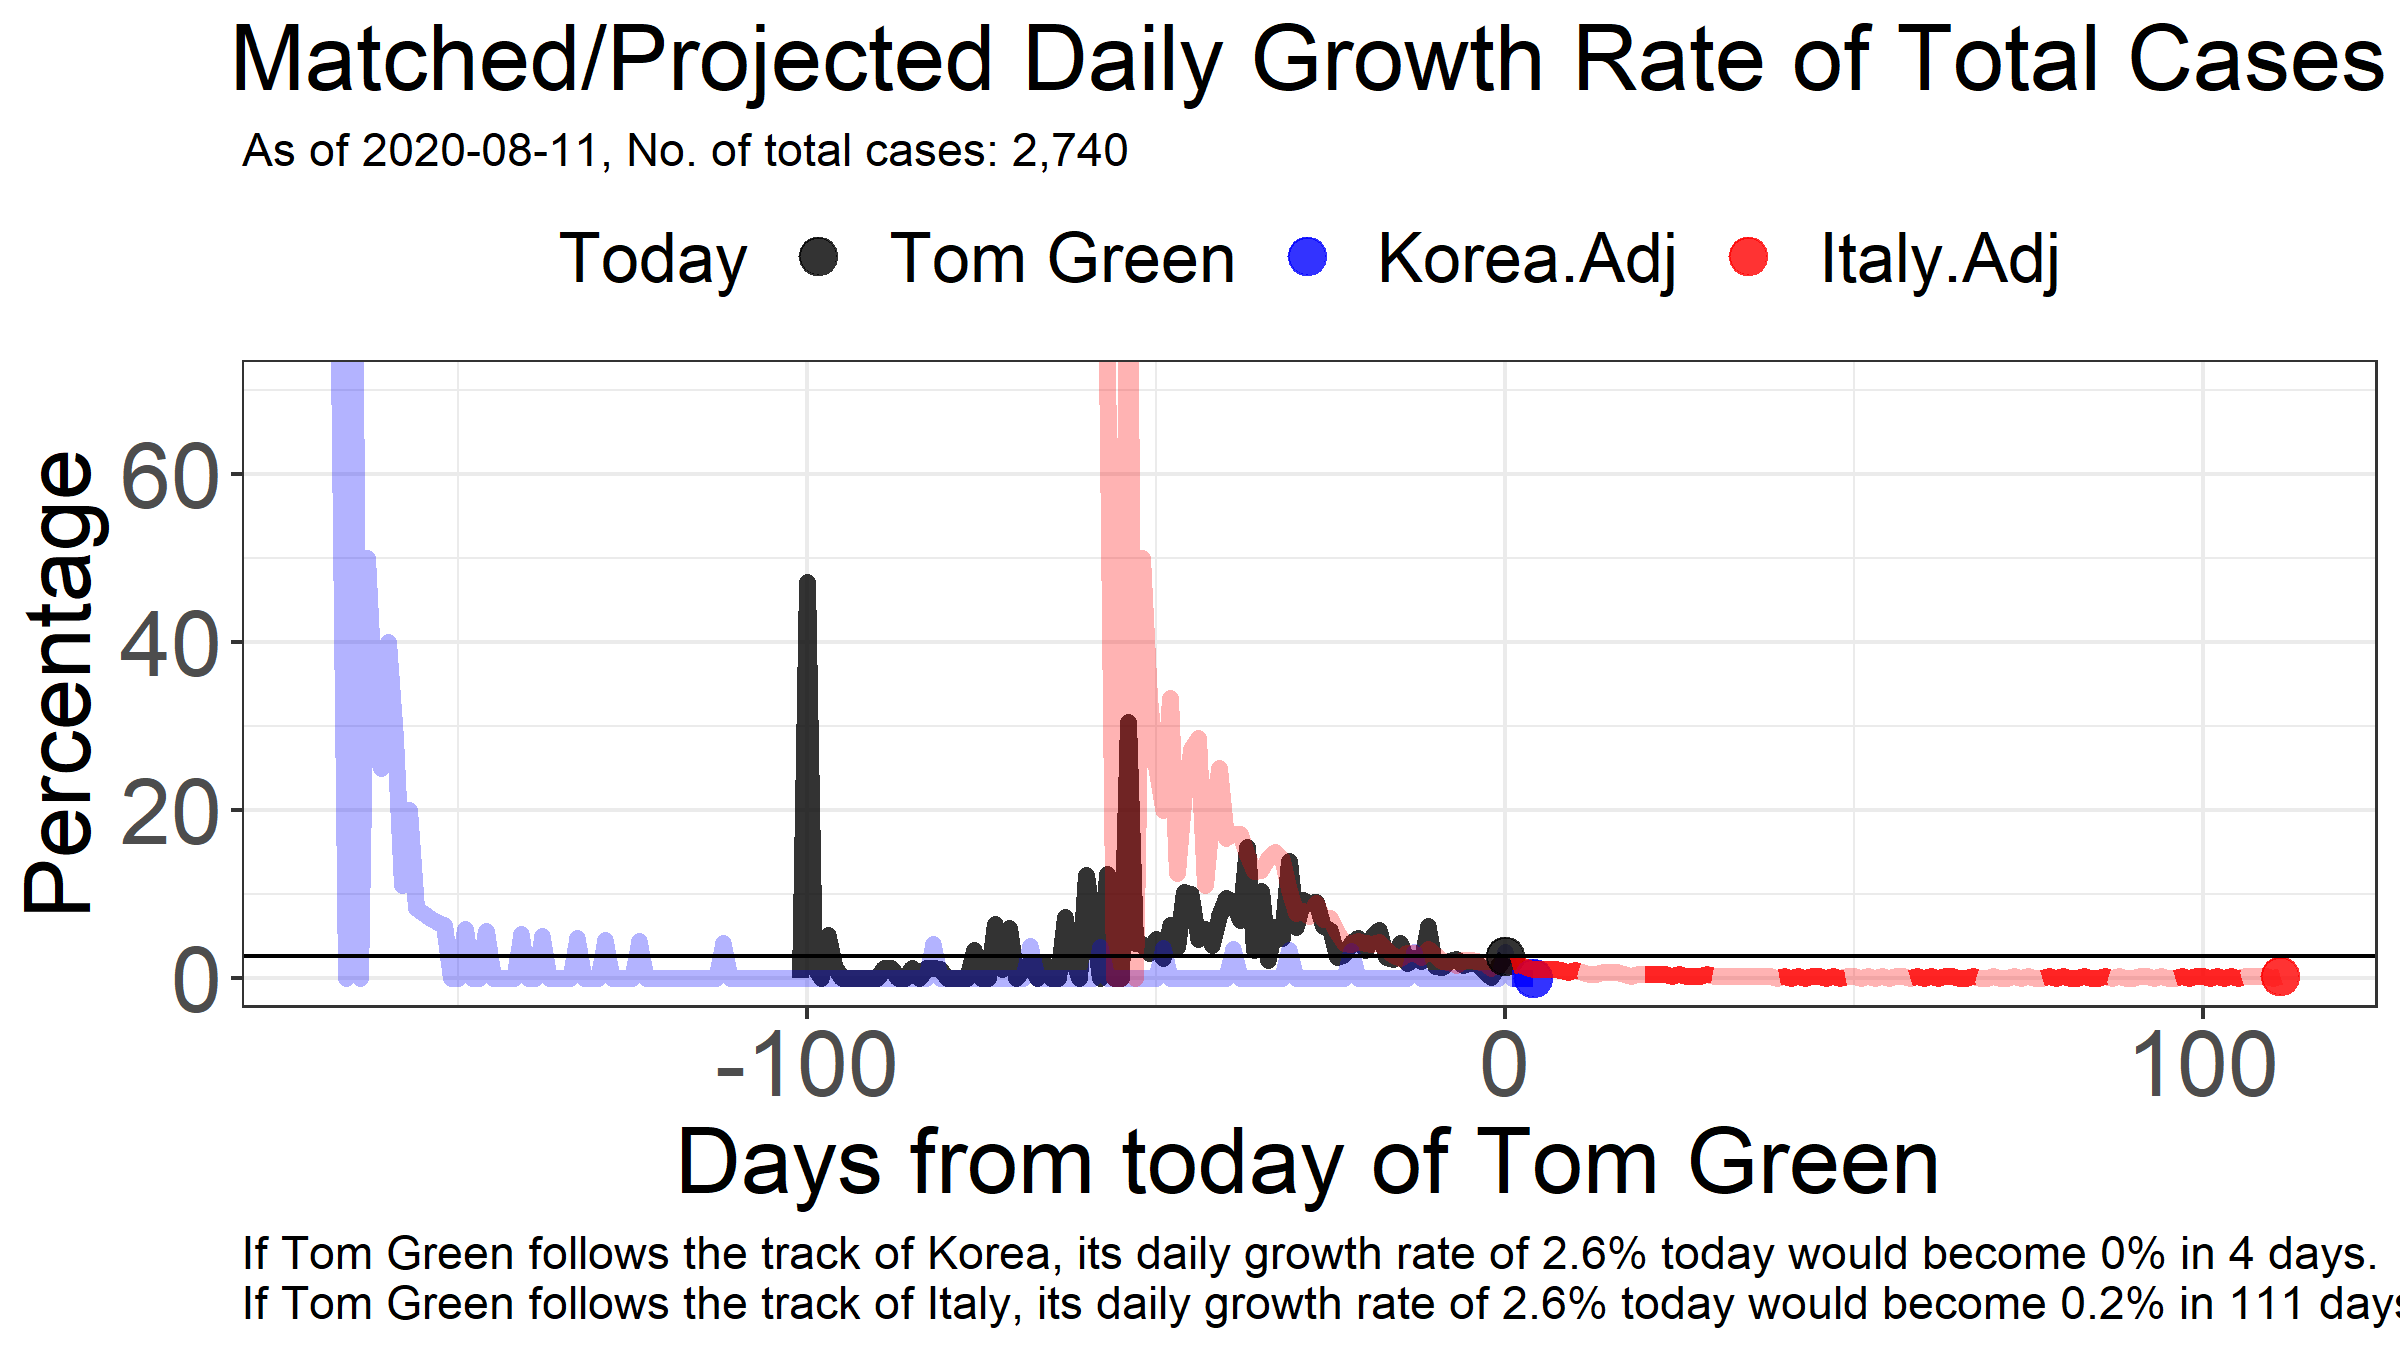 Matched/Projected Daily Growth Rate of Total Cases
As of 2020-08-11, No. of total cases: 2,740
Today Tom Green Korea.Adj Italy.Adj
Percentage
60
40
20
0
-100 0 100
Days from today of Tom Green
If Tom Green follows the track of Korea, its daily growth rate of 2.6% today would become 0% in 4 days.
If Tom Green follows the track of Italy, its daily growth rate of 2.6% today would become 0.2% in 111 days